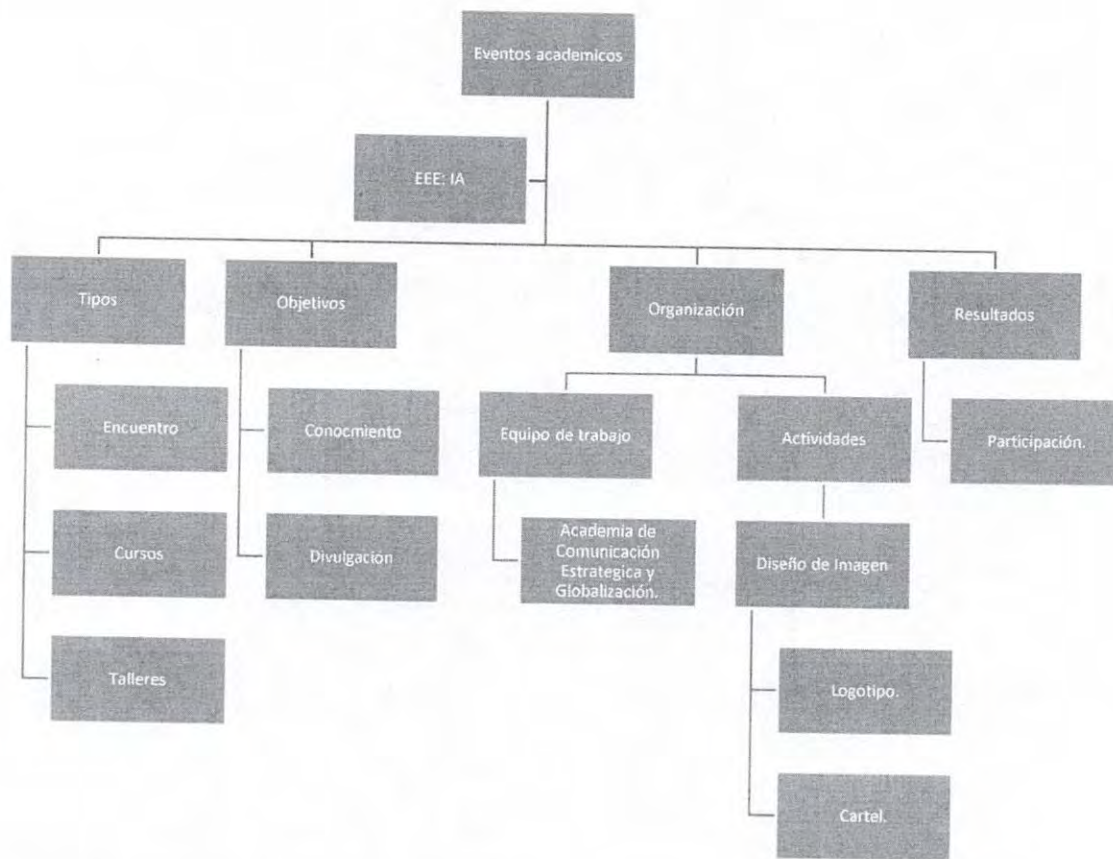 Eventos academicos
EEE: IA
Tipos
Objetivos
Organización
Resultados
Encuentro
Conocmiento
Equipo de trabajo
Actividades
Participación.
Cursos
Divulgacion
Academia de
Comunicación
Estrategica y
Globalización.
Diseño de Imagen
Talleres
Logotipo.
Cartel.